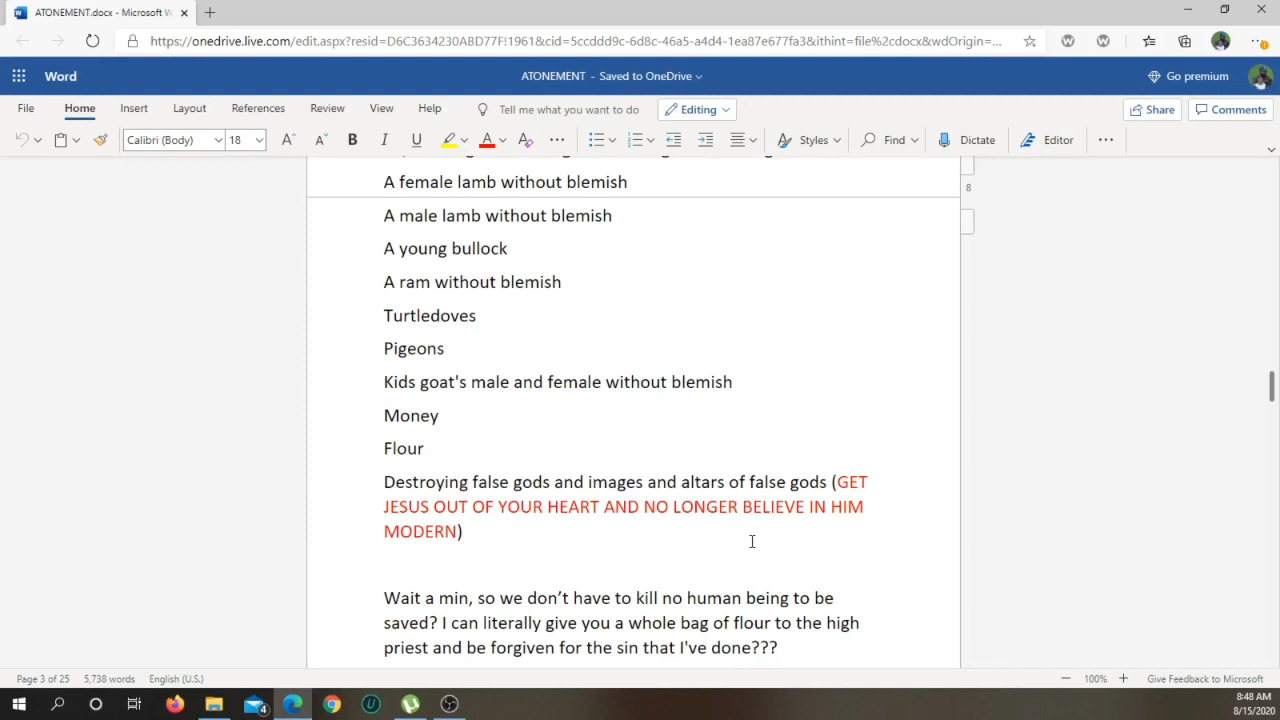 ATONEMENT.docx - Microsoft W
https://onedrive.live.com/edit.aspx?resid=D6C3634230ABD77F!1961&cid=5ccddd9c-6d8c-46a5-a4d4-1ea87e677fa3&ithint=file%2cdocx&wdOrigin=...
Word
ATONEMENT - Saved to OneDrive
Go premium
File Home Insert Layout References Review View Help Tell me what you want to do Editing Share Comments
Calibri (Body) 18 A A B I U A A ... Styles Find Dictate Editor ...
A female lamb without blemish
8
A male lamb without blemish
A young bullock
A ram without blemish
Turtledoves
Pigeons
Kids goat's male and female without blemish
Money
Flour
Destroying false gods and images and altars of false gods (GET
JESUS OUT OF YOUR HEART AND NO LONGER BELIEVE IN HIM
MODERN)
Wait a min, so we don’t have to kill no human being to be
saved? I can literally give you a whole bag of flour to the high
priest and be forgiven for the sin that I've done???
Page 3 of 25 5,738 words English (U.S.) 100% Give Feedback to Microsoft
4
8:48 AM
8/15/2020